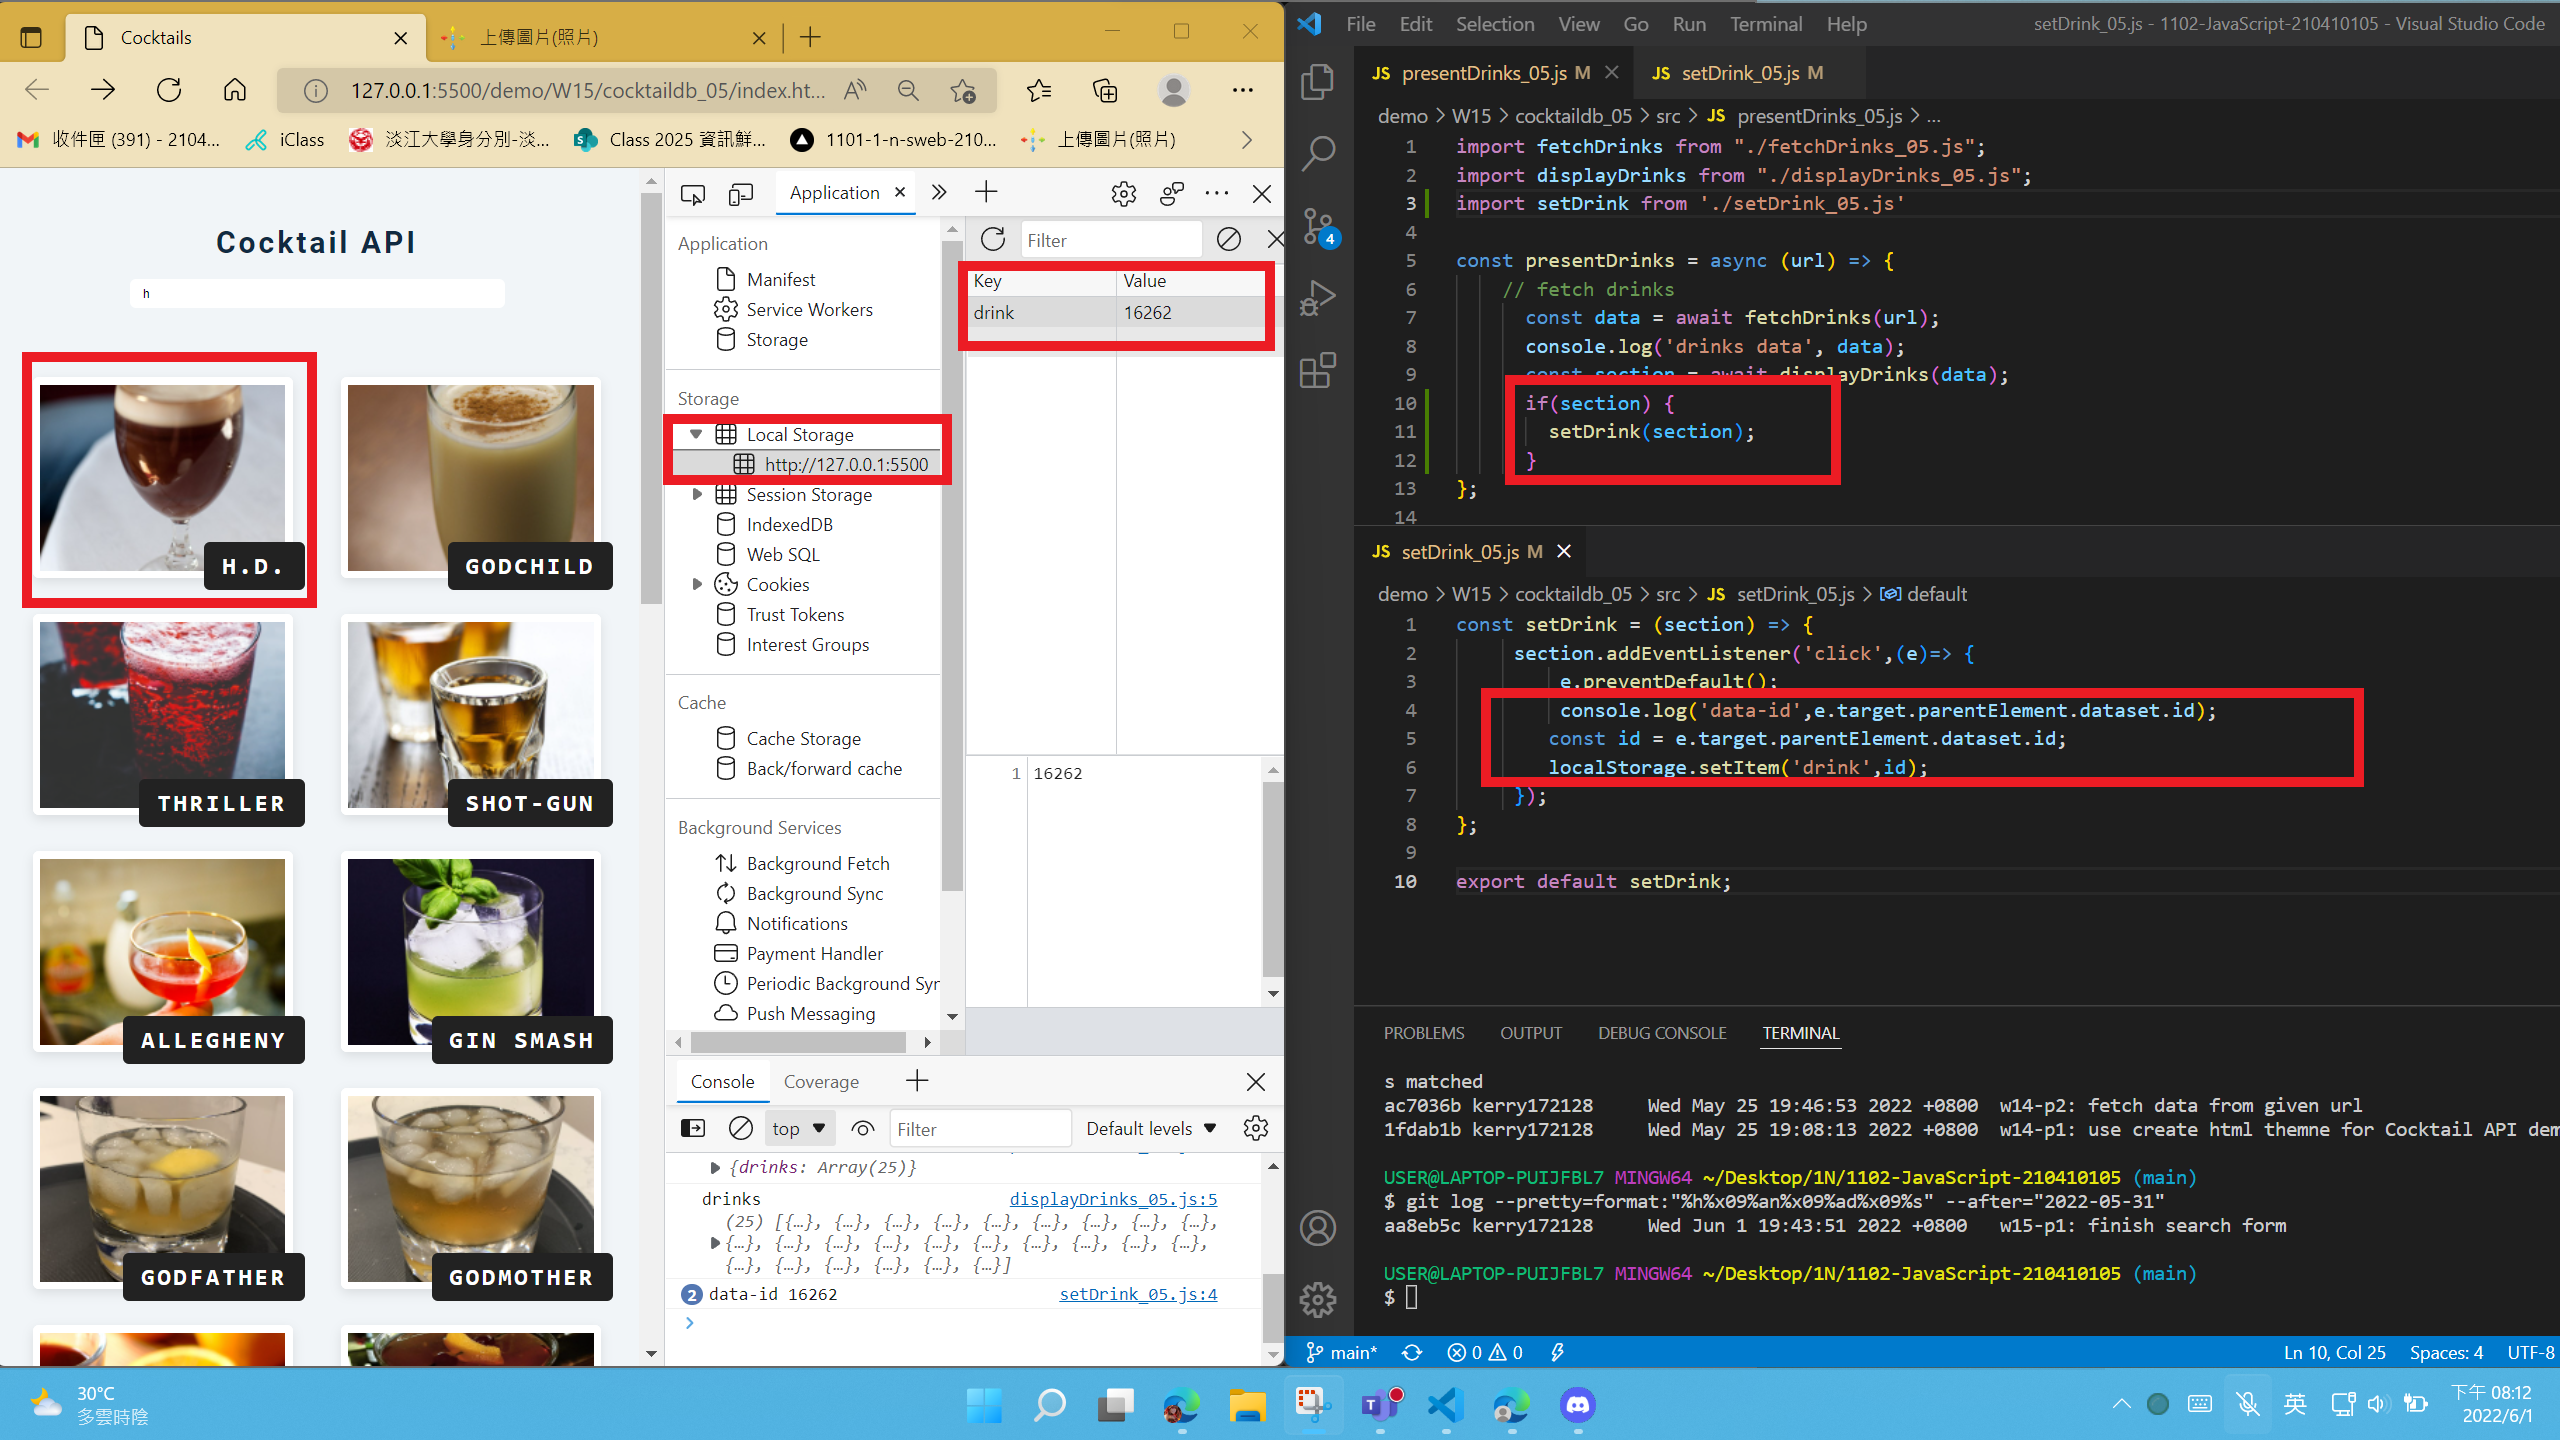 Cocktails
上傳圖片(照片)
127.0.0.1:5500/demo/W15/cocktaildb_05/index.ht...
收件匣 (391) - 2104...
iClass
淡江大學身分別-淡...
Class 2025 資訊鮮...
1101-1-n-sweb-210...
上傳圖片(照片)
Cocktail API
h
H.D.
GODCHILD
THRILLER
SHOT-GUN
ALLEGHENY
GIN SMASH
GODFATHER
GODMOTHER
Application
Application
Manifest
Service Workers
Storage
Storage
Local Storage
http://127.0.0.1:5500
Session Storage
IndexedDB
Web SQL
Cookies
Trust Tokens
Interest Groups
Cache
Cache Storage
Back/forward cache
Background Services
Background Fetch
Background Sync
Notifications
Payment Handler
Periodic Background Syn
Push Messaging
Filter
Key Value
drink 16262
1 16262
Console
Coverage
top
Filter
Default levels
{drinks: Array(25)}
drinks displayDrinks_05.js:5
(25) [{…}, {…}, {…}, {…}, {…}, {…}, {…}, {…}, {…},
{…}, {…}, {…}, {…}, {…}, {…}, {…}, {…}, {…}, {…},
{…}, {…}, {…}, {…}, {…}, {…}]
2 data-id 16262 setDrink_05.js:4
File Edit Selection View Go Run Terminal Help
setDrink_05.js - 1102-JavaScript-210410105 - Visual Studio Code
4
JS presentDrinks_05.js M
JS setDrink_05.js M
demo > W15 > cocktaildb_05 > src > JS presentDrinks_05.js > ...
1 import fetchDrinks from "./fetchDrinks_05.js";
2 import displayDrinks from "./displayDrinks_05.js";
3 import setDrink from './setDrink_05.js'
4
5 const presentDrinks = async (url) => {
6 // fetch drinks
7 const data = await fetchDrinks(url);
8 console.log('drinks data', data);
9 const section = await displayDrinks(data);
10 if(section) {
11 setDrink(section);
12 }
13 };
14
JS setDrink_05.js M
demo > W15 > cocktaildb_05 > src > JS setDrink_05.js > default
1 const setDrink = (section) => {
2 section.addEventListener('click',(e)=> {
3 e.preventDefault();
4 console.log('data-id',e.target.parentElement.dataset.id);
5 const id = e.target.parentElement.dataset.id;
6 localStorage.setItem('drink',id);
7 });
8 };
9
10 export default setDrink;
PROBLEMS OUTPUT DEBUG CONSOLE TERMINAL
s matched
ac7036b kerry172128 Wed May 25 19:46:53 2022 +0800 w14-p2: fetch data from given url
1fdab1b kerry172128 Wed May 25 19:08:13 2022 +0800 w14-p1: use create html themne for Cocktail API dem
USER@LAPTOP-PUIJFBL7 MINGW64 ~/Desktop/1N/1102-JavaScript-210410105 (main)
$ git log --pretty=format:"%h%x09%an%x09%ad%x09%s" --after="2022-05-31"
aa8eb5c kerry172128 Wed Jun 1 19:43:51 2022 +0800 w15-p1: finish search form
USER@LAPTOP-PUIJFBL7 MINGW64 ~/Desktop/1N/1102-JavaScript-210410105 (main)
$
main* 0 0
Ln 10, Col 25 Spaces: 4 UTF-8
30°C
多雲時陰
英
下午 08:12
2022/6/1